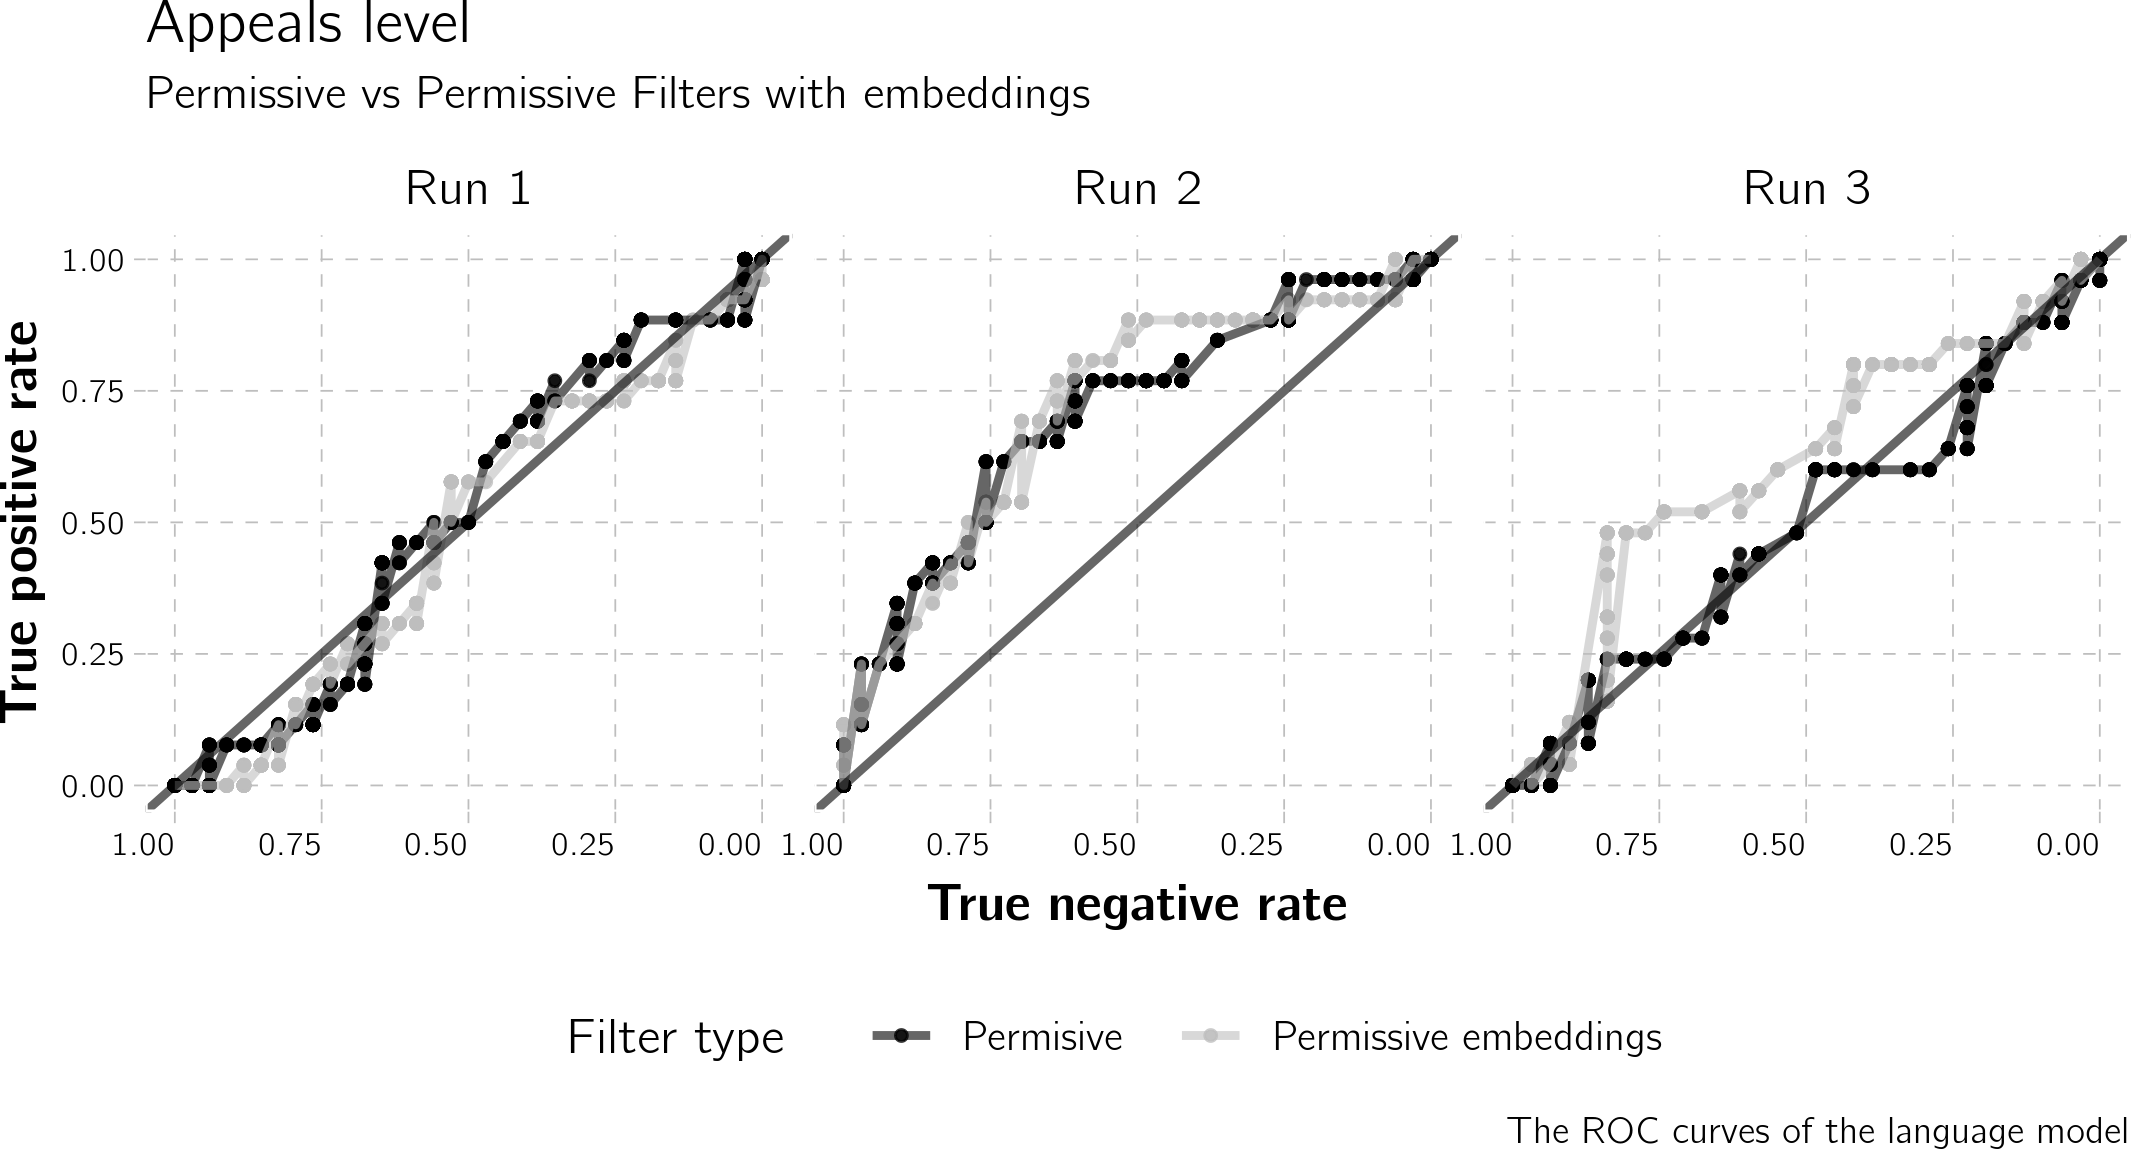 Appeals level
Permissive vs Permissive Filters with embeddings
Run 1
Run 2
Run 3
True positive rate
1.00
0.75
0.50
0.25
0.00
1.00 0.75 0.50 0.25 0.00
1.00 0.75 0.50 0.25 0.00
1.00 0.75 0.50 0.25 0.00
True negative rate
Filter type Permisive Permissive embeddings
The ROC curves of the language model